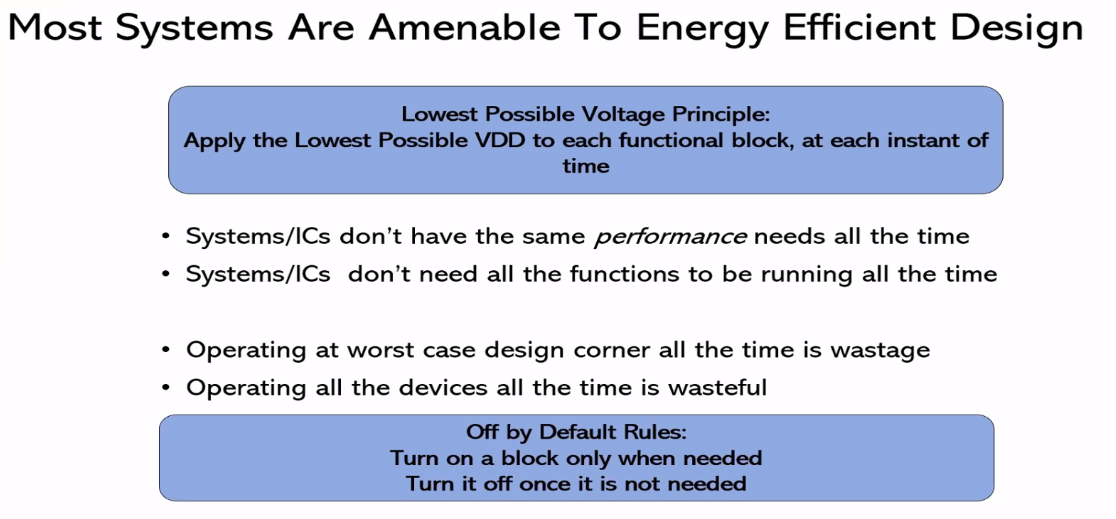 Most Systems Are Amenable To Energy Efficient Design
Lowest Possible Voltage Principle:
Apply the Lowest Possible VDD to each functional block, at each instant of
time
• Systems/ICs don't have the same performance needs all the time
• Systems/ICs don't need all the functions to be running all the time
• Operating at worst case design corner all the time is wastage
• Operating all the devices all the time is wasteful
Off by Default Rules:
Turn on a block only when needed
Turn it off once it is not needed